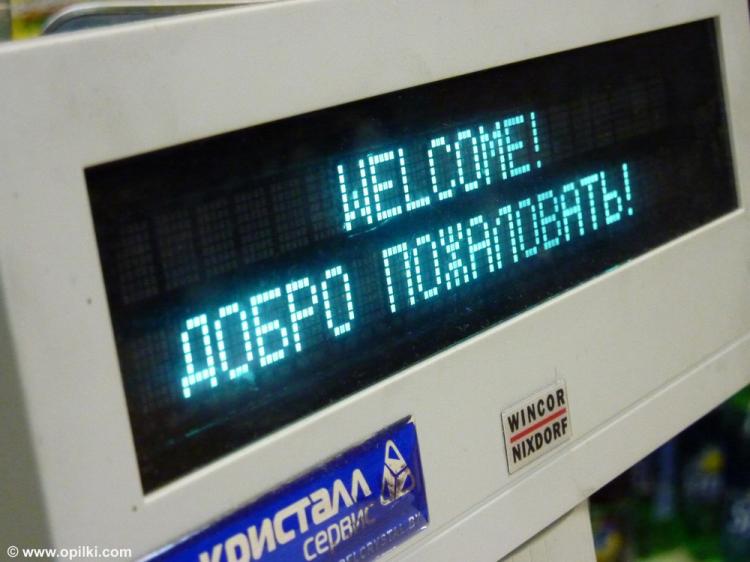 WELCOME!
ДОБРО ПОЖАЛОВАТЬ!
WINCOR
NIXDORF
КРИСТАЛЛ
сервис
© www.opilki.com